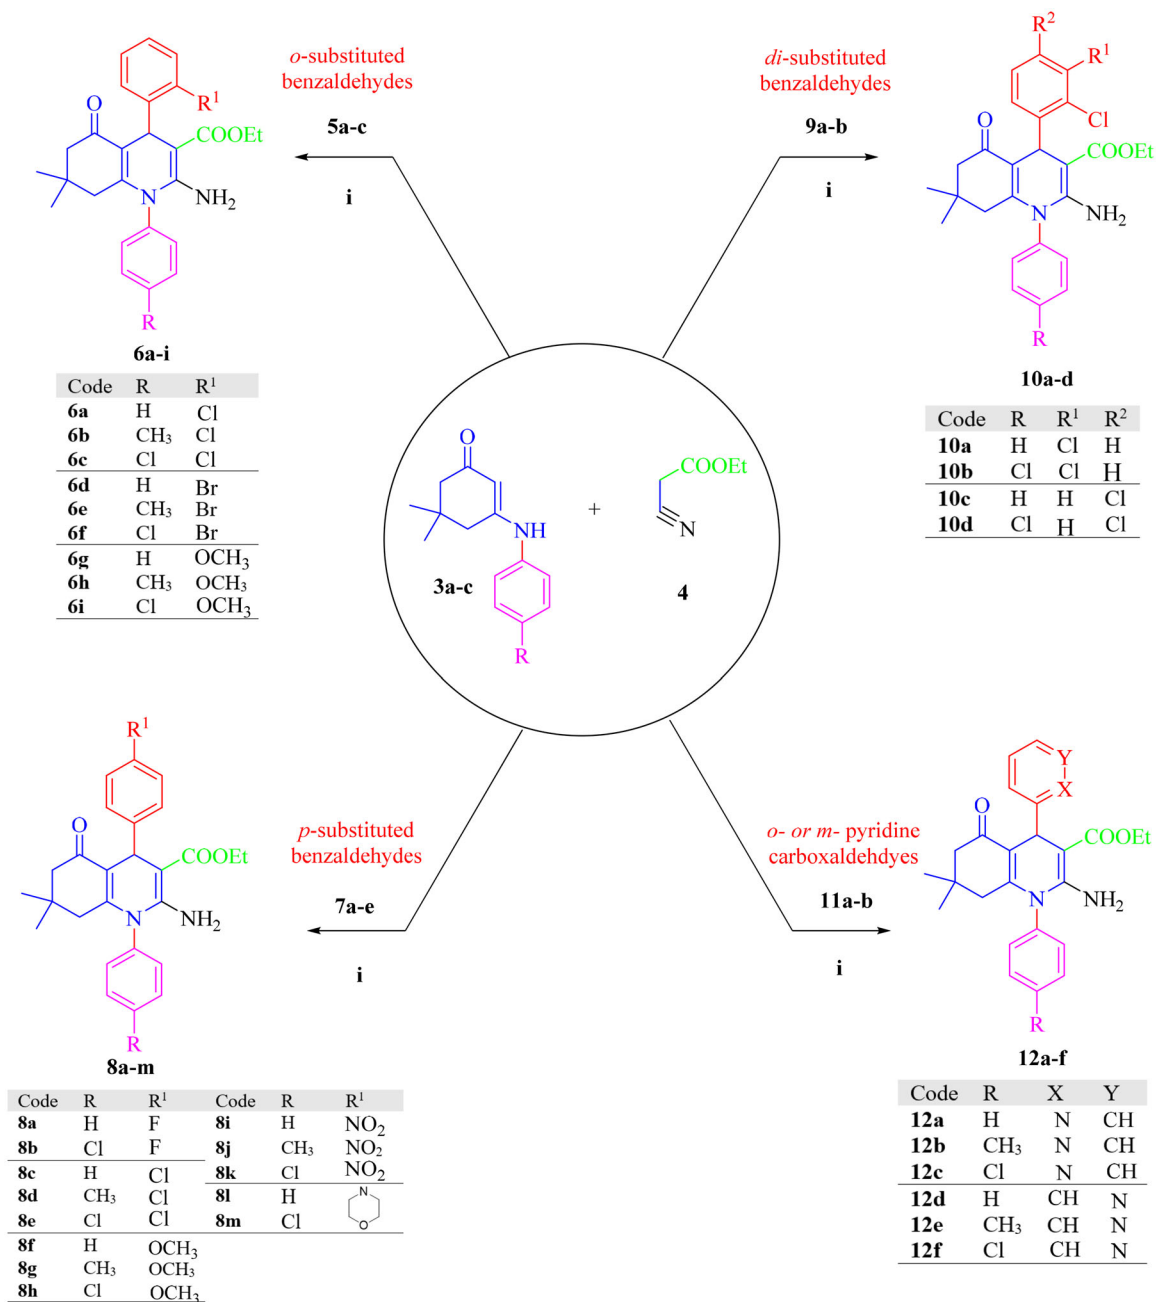 R¹
O
COOEt
N
NH₂
R
6a-i
Code R R¹
6a H Cl
6b CH₃ Cl
6c Cl Cl
6d H Br
6e CH₃ Br
6f Cl Br
6g H OCH₃
6h CH₃ OCH₃
6i Cl OCH₃
o-substituted
benzaldehydes
5a-c
i
di-substituted
benzaldehydes
9a-b
i
R²
R¹
Cl
O
COOEt
N
NH₂
R
10a-d
Code R R¹ R²
10a H Cl H
10b Cl Cl H
10c H H Cl
10d Cl H Cl
O
NH
R
3a-c
+
COOEt
N
4
R¹
O
COOEt
N
NH₂
R
8a-m
Code R R¹ Code R R¹
8a H F 8i H NO₂
8b Cl F 8j CH₃ NO₂
8c H Cl 8k Cl NO₂
8d CH₃ Cl 8l H N
8e Cl Cl 8m Cl O
8f H OCH₃
8g CH₃ OCH₃
8h Cl OCH₃
p-substituted
benzaldehydes
7a-e
i
o- or m- pyridine
carboxaldehdyes
11a-b
i
Y
X
O
COOEt
N
NH₂
R
12a-f
Code R X Y
12a H N CH
12b CH₃ N CH
12c Cl N CH
12d H CH N
12e CH₃ CH N
12f Cl CH N